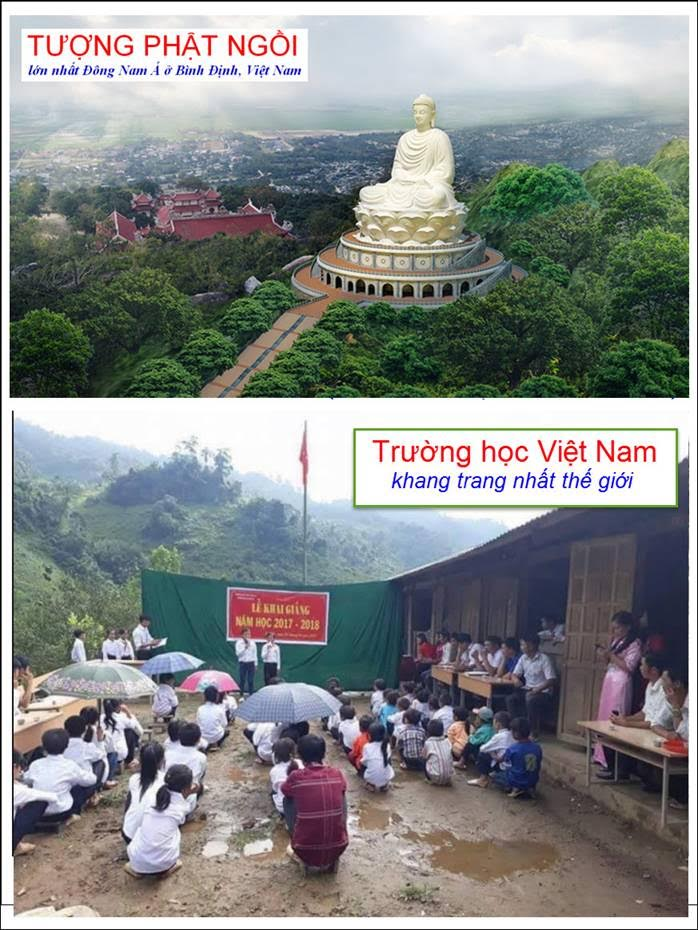 TƯỢNG PHẬT NGỒI
lớn nhất Đông Nam Á ở Bình Định, Việt Nam
Trường học Việt Nam
khang trang nhất thế giới
LỄ KHAI GIẢNG
NĂM HỌC 2017 - 2018